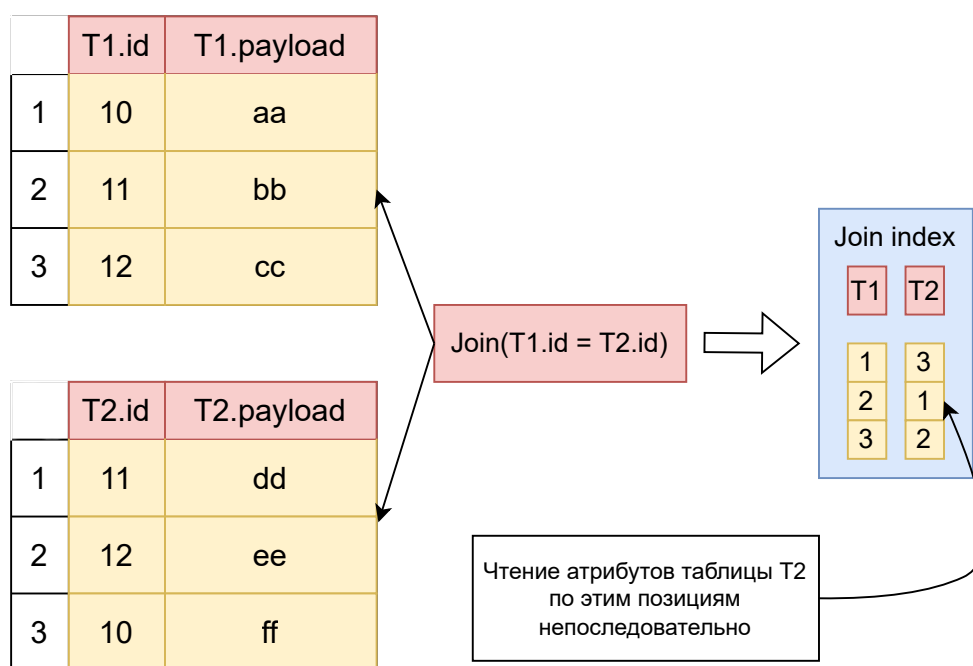 T1.id T1.payload
1 10 aa
2 11 bb
3 12 cc
T2.id T2.payload
1 11 dd
2 12 ee
3 10 ff
Join(T1.id = T2.id)
Join index
T1 T2
1 3
2 1
3 2
Чтение атрибутов таблицы T2
по этим позициям
непоследовательно